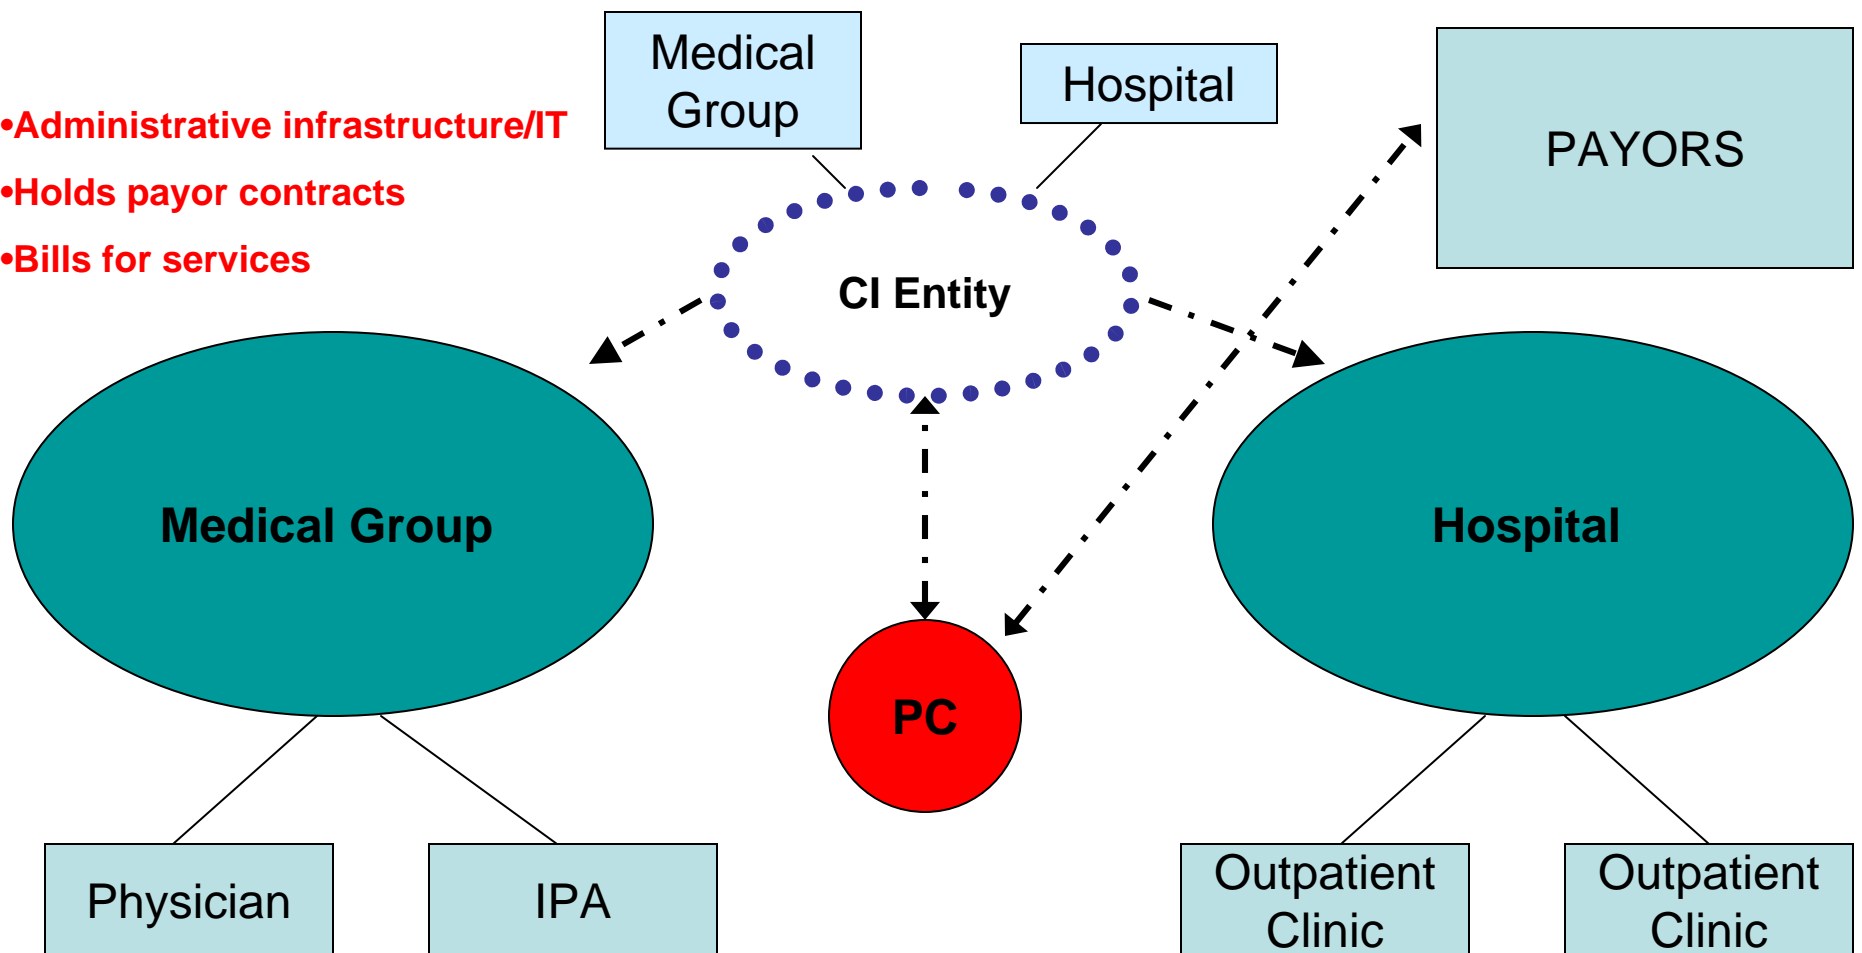 Medical
Group
Hospital
PAYORS
•Administrative infrastructure/IT
•Holds payor contracts
•Bills for services
CI Entity
Medical Group
Hospital
PC
Physician
IPA
Outpatient
Clinic
Outpatient
Clinic